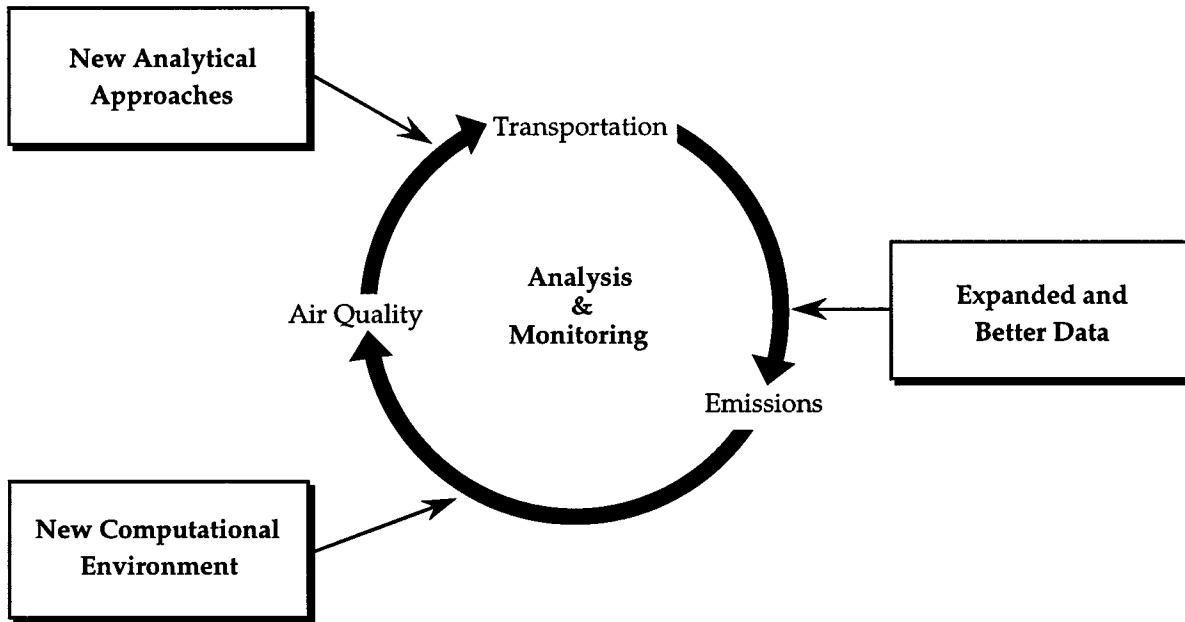 New Analytical
Approaches
Transportation
Analysis
&
Monitoring
Air Quality
Expanded and
Better Data
Emissions
New Computational
Environment